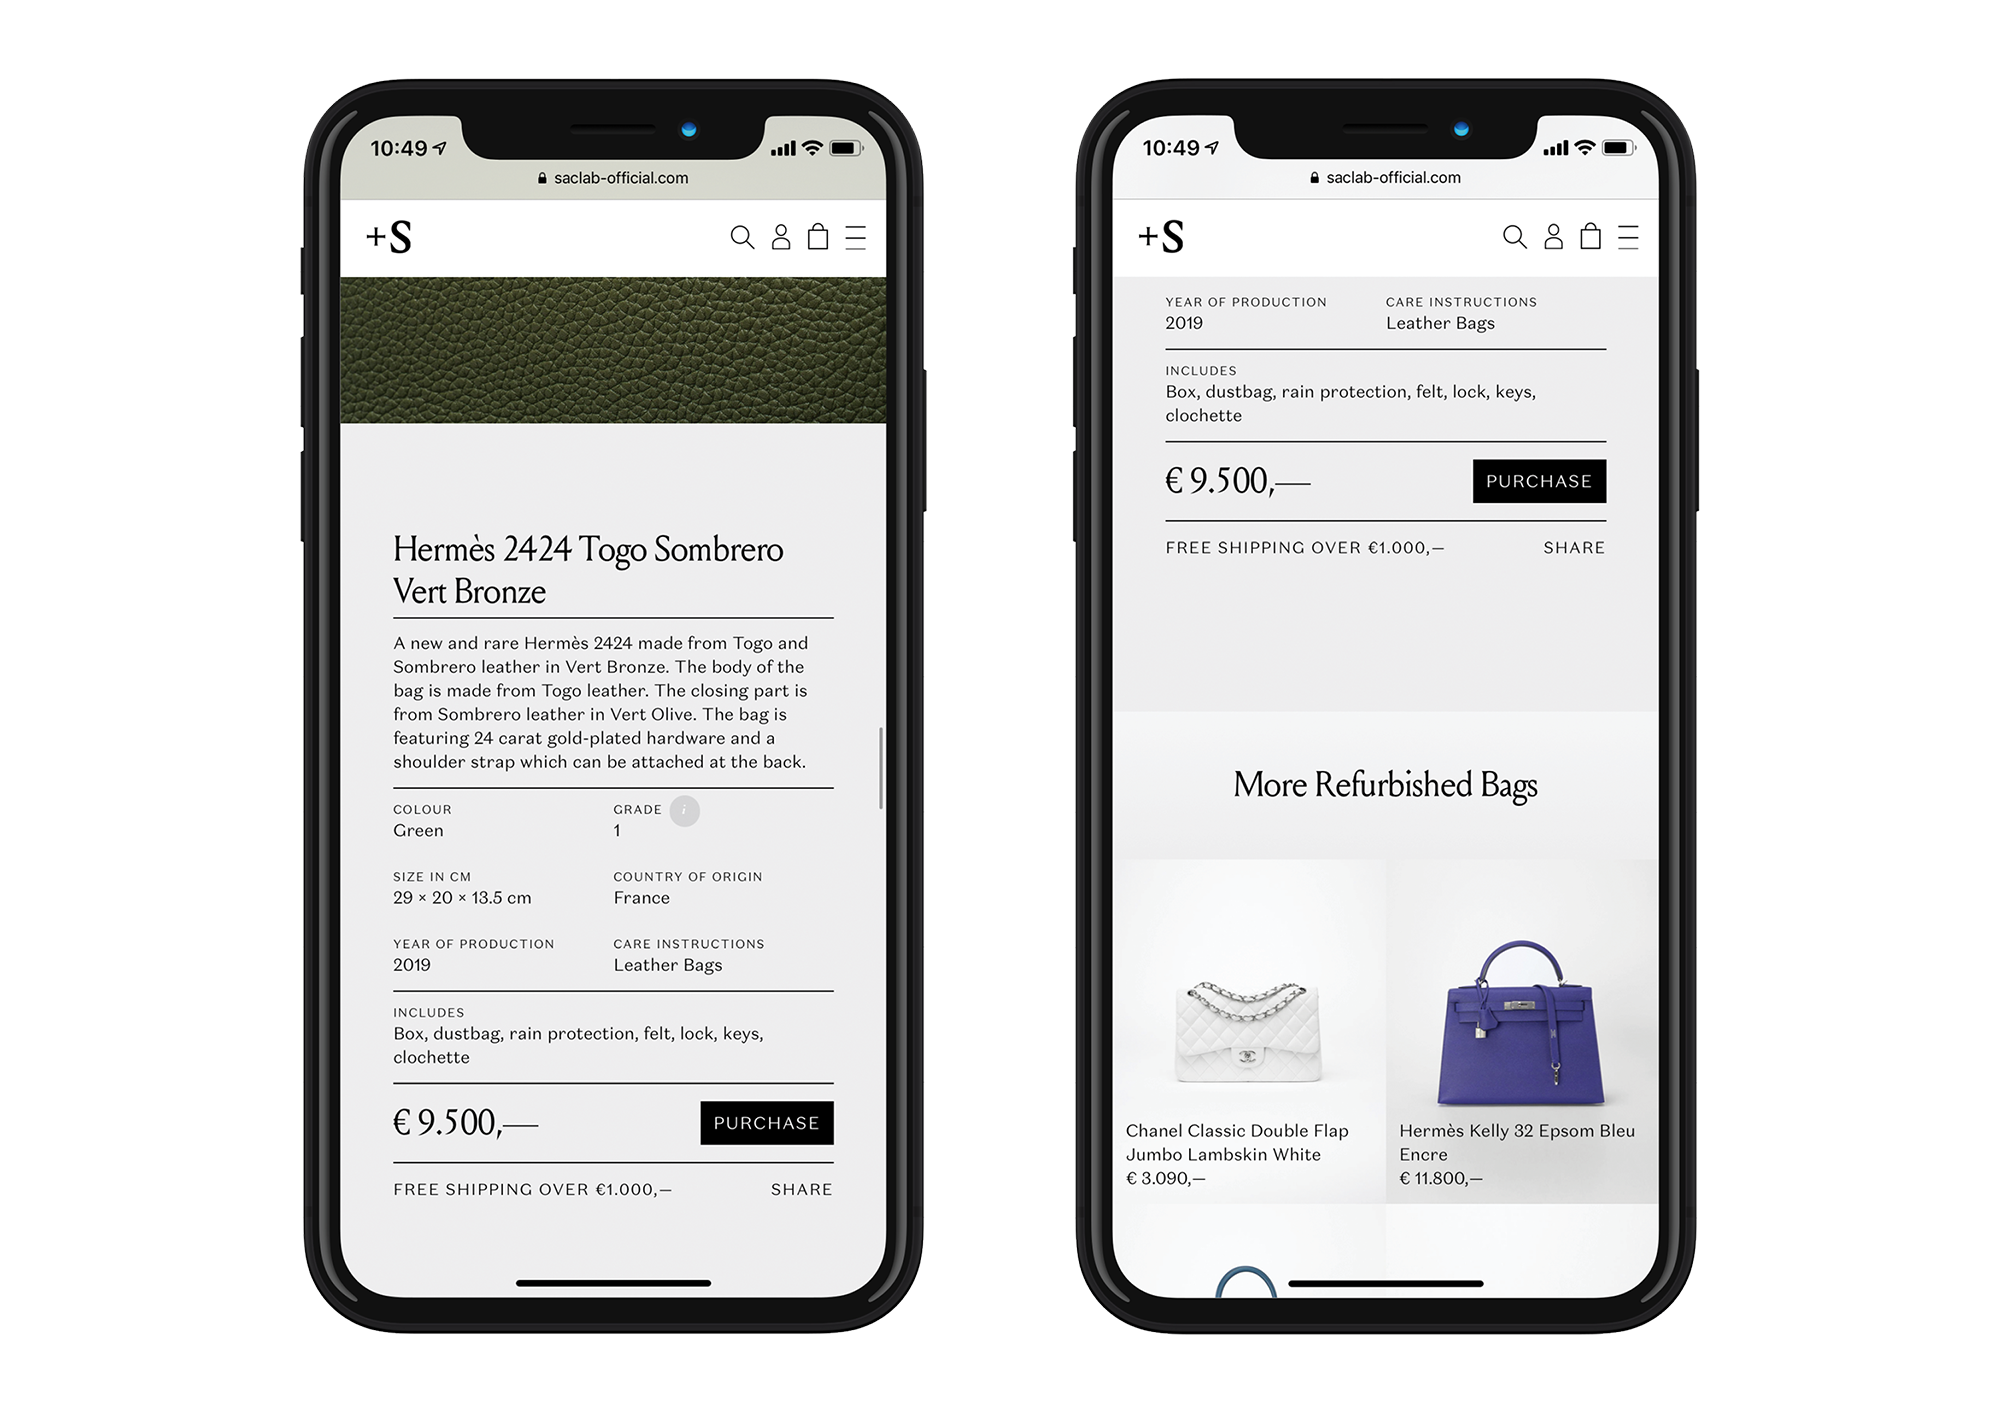 10:49
saclab-official.com
+S
Hermès 2424 Togo Sombrero
Vert Bronze
A new and rare Hermès 2424 made from Togo and
Sombrero leather in Vert Bronze. The body of the
bag is made from Togo leather. The closing part is
from Sombrero leather in Vert Olive. The bag is
featuring 24 carat gold-plated hardware and a
shoulder strap which can be attached at the back.
COLOUR
Green
GRADE i
1
SIZE IN CM
29 × 20 × 13.5 cm
COUNTRY OF ORIGIN
France
YEAR OF PRODUCTION
2019
CARE INSTRUCTIONS
Leather Bags
INCLUDES
Box, dustbag, rain protection, felt, lock, keys,
clochette
€ 9.500,—
PURCHASE
FREE SHIPPING OVER €1.000,—
SHARE
10:49
saclab-official.com
+S
YEAR OF PRODUCTION
2019
CARE INSTRUCTIONS
Leather Bags
INCLUDES
Box, dustbag, rain protection, felt, lock, keys,
clochette
€ 9.500,—
PURCHASE
FREE SHIPPING OVER €1.000,—
SHARE
More Refurbished Bags
Chanel Classic Double Flap
Jumbo Lambskin White
€ 3.090,—
Hermès Kelly 32 Epsom Bleu
Encre
€ 11.800,—